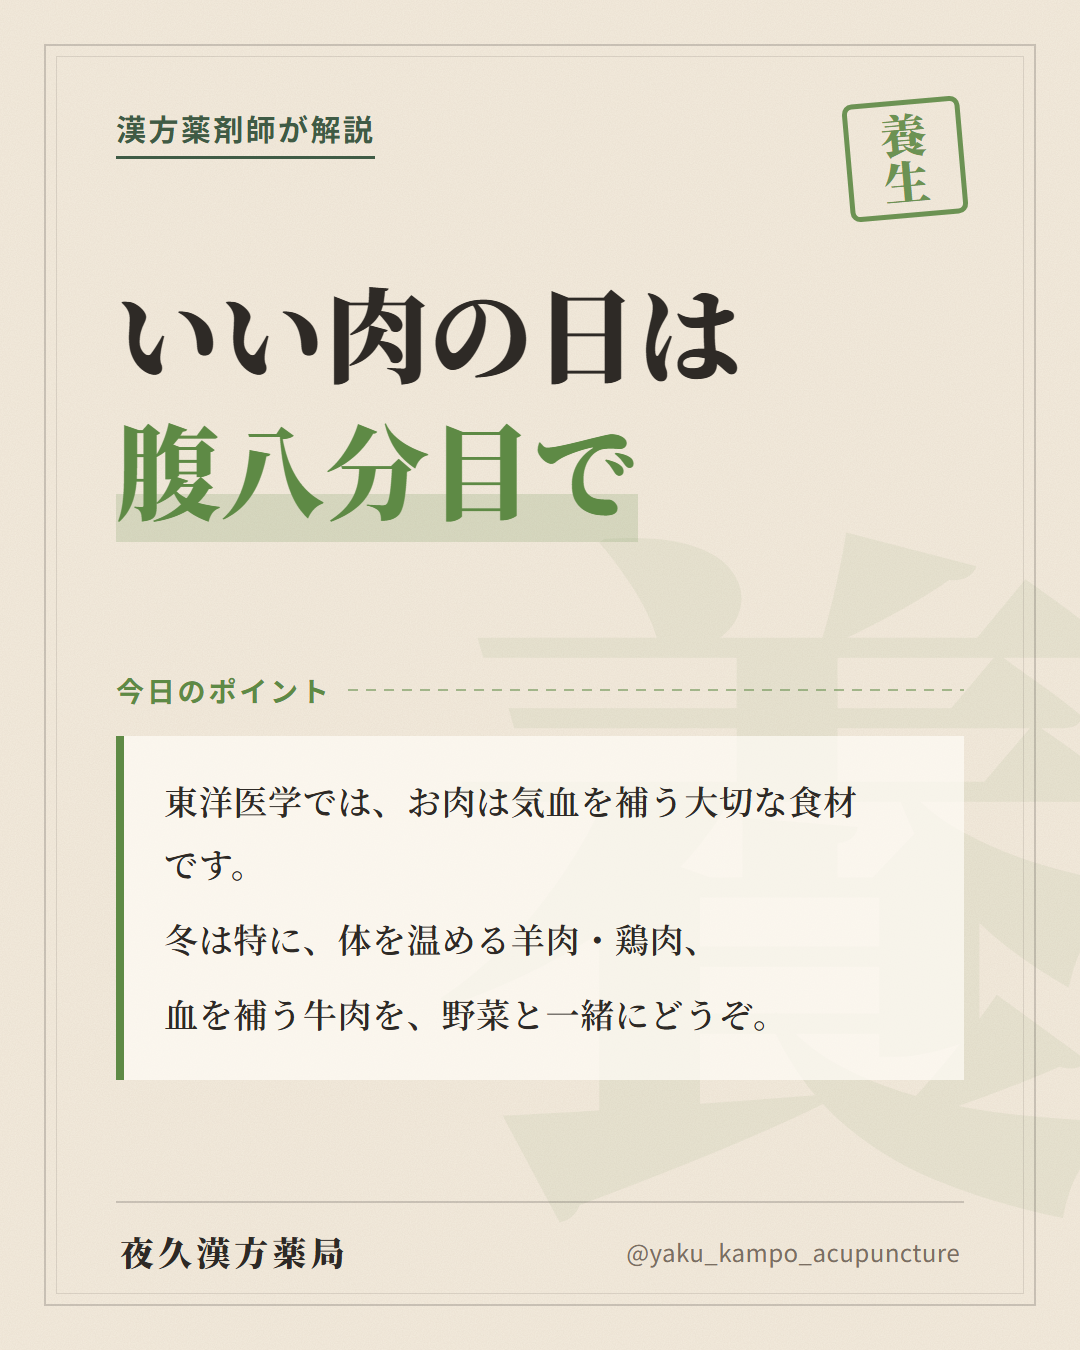 漢方薬剤師が解説
養生
いい肉の日は
腹八分目で
今日のポイント
東洋医学では、お肉は気血を補う大切な食材
です。
冬は特に、体を温める羊肉・鶏肉、
血を補う牛肉を、野菜と一緒にどうぞ。
夜久漢方薬局
@yaku_kampo_acupuncture
養